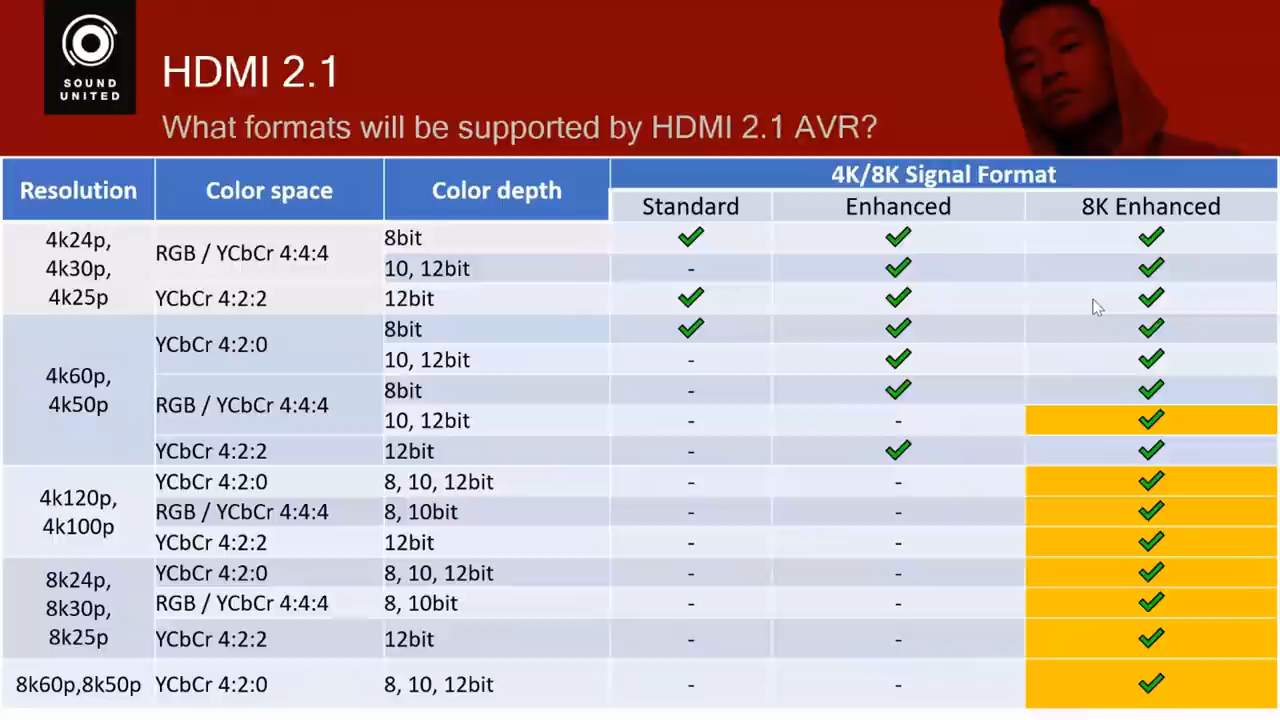 SOUND
UNITED
HDMI 2.1
What formats will be supported by HDMI 2.1 AVR?
Resolution Color space Color depth 4K/8K Signal Format
Standard Enhanced 8K Enhanced
4k24p,
4k30p,
4k25p
RGB / YCbCr 4:4:4 8bit ✔ ✔ ✔
10, 12bit - ✔ ✔
YCbCr 4:2:2 12bit ✔ ✔ ✔
4k60p,
4k50p
YCbCr 4:2:0 8bit ✔ ✔ ✔
10, 12bit - ✔ ✔
RGB / YCbCr 4:4:4 8bit - ✔ ✔
10, 12bit - - ✔
YCbCr 4:2:2 12bit - ✔ ✔
4k120p,
4k100p
YCbCr 4:2:0 8, 10, 12bit - - ✔
RGB / YCbCr 4:4:4 8, 10bit - - ✔
YCbCr 4:2:2 12bit - - ✔
8k24p,
8k30p,
8k25p
YCbCr 4:2:0 8, 10, 12bit - - ✔
RGB / YCbCr 4:4:4 8, 10bit - - ✔
YCbCr 4:2:2 12bit - - ✔
8k60p,8k50p YCbCr 4:2:0 8, 10, 12bit - - ✔